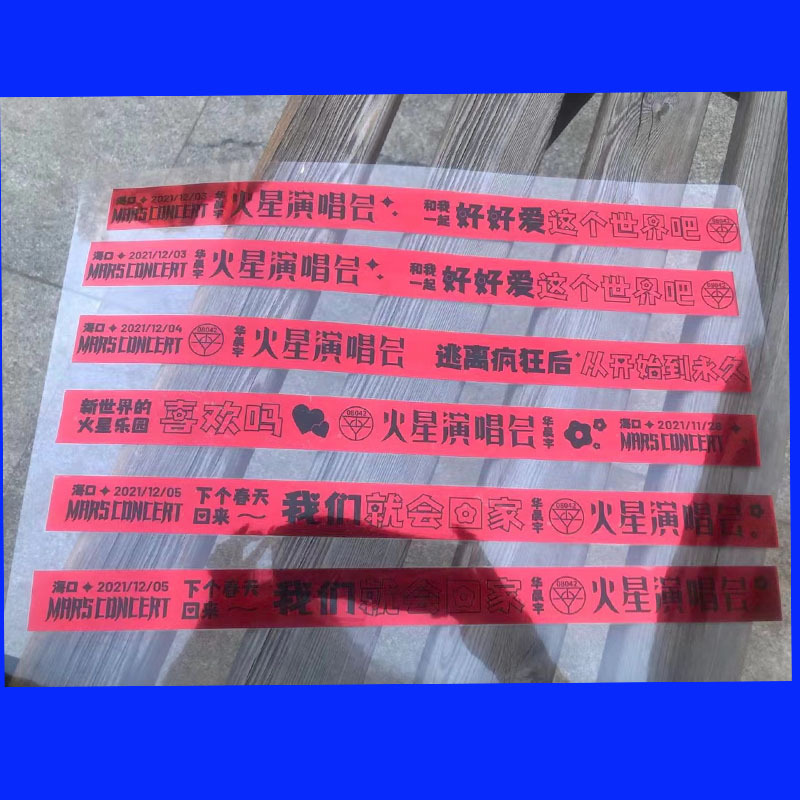 海口 ✦ 2021/12/03 华晨宇 火星演唱会 和我 好好爱这个世界吧
MARS CONCERT 一起
海口 ✦ 2021/12/03 华晨宇 火星演唱会 和我 好好爱这个世界吧
MARS CONCERT 一起
海口 ✦ 2021/12/04 08042 华晨宇 火星演唱会 逃离疯狂后 从开始到永久
MARS CONCERT
新世界的 喜欢吗 08042 火星演唱会 华晨宇 海口 ✦ 2021/11/28
火星乐园 MARS CONCERT
海口 ✦ 2021/12/05 下个春天 我们就会回家 华晨宇 08042 火星演唱会
MARS CONCERT 回来～
海口 ✦ 2021/12/05 下个春天 我们就会回家 华晨宇 08042 火星演唱会
MARS CONCERT 回来～